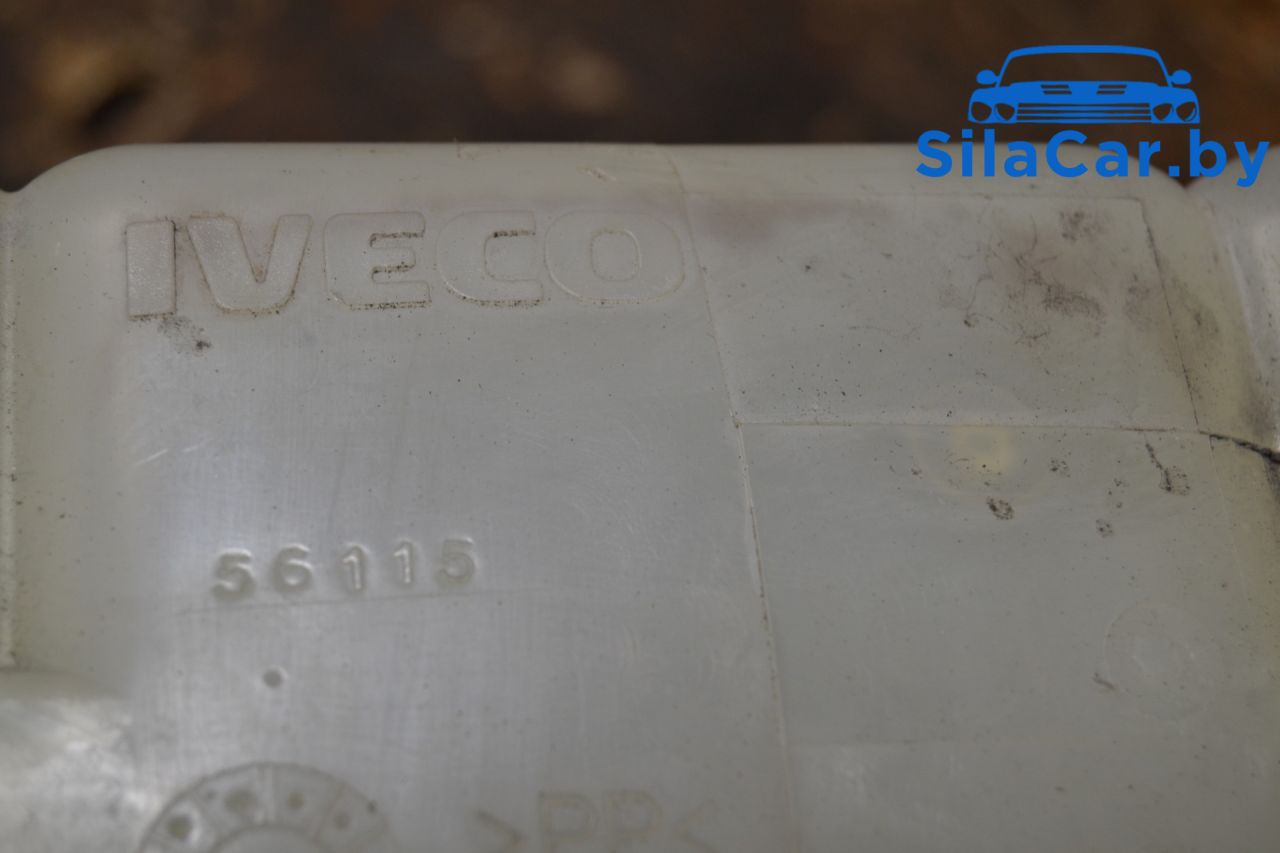 SilaCar.by
IVECO
56115
>PP<